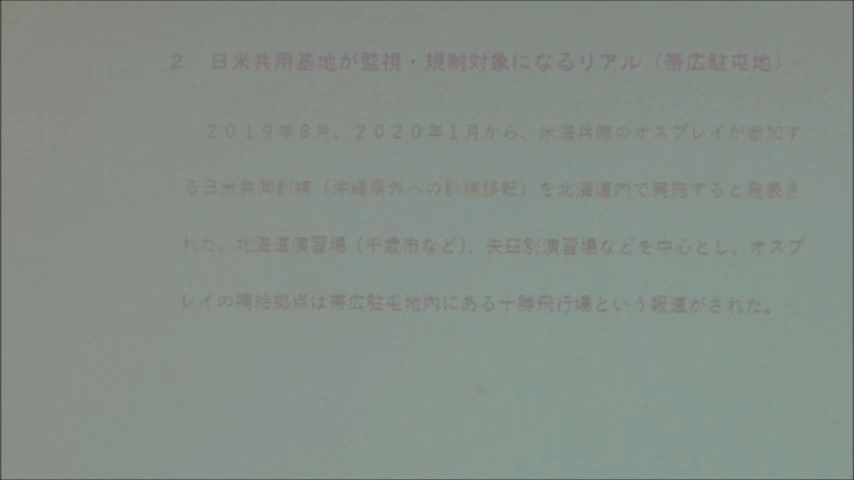 2 日米共用基地が監視・規制対象になるリアル（帯広駐屯地）
２０１９年８月、２０２０年１月から、米海兵隊のオスプレイが参加す
る日米共同訓練（沖縄県外への訓練移転）を北海道内で実施すると発表さ
れた。北海道演習場（千歳市など）、矢臼別演習場などを中心とし、オスプ
レイの補給拠点は帯広駐屯地内にある十勝飛行場という報道がされた。